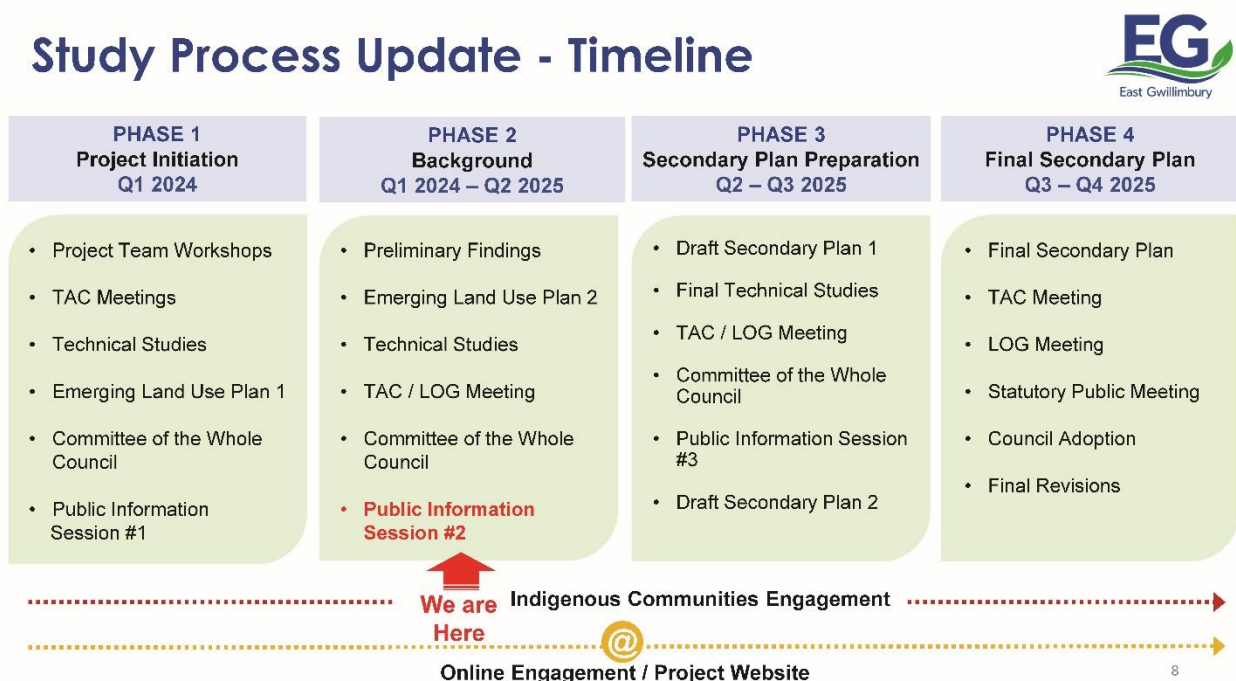 Study Process Update - Timeline
EG
East Gwillimbury
PHASE 1
Project Initiation
Q1 2024
• Project Team Workshops
• TAC Meetings
• Technical Studies
• Emerging Land Use Plan 1
• Committee of the Whole
Council
• Public Information
Session #1
PHASE 2
Background
Q1 2024 – Q2 2025
• Preliminary Findings
• Emerging Land Use Plan 2
• Technical Studies
• TAC / LOG Meeting
• Committee of the Whole
Council
• Public Information
Session #2
PHASE 3
Secondary Plan Preparation
Q2 – Q3 2025
• Draft Secondary Plan 1
• Final Technical Studies
• TAC / LOG Meeting
• Committee of the Whole
Council
• Public Information Session
#3
• Draft Secondary Plan 2
PHASE 4
Final Secondary Plan
Q3 – Q4 2025
• Final Secondary Plan
• TAC Meeting
• LOG Meeting
• Statutory Public Meeting
• Council Adoption
• Final Revisions
We are
Here
Indigenous Communities Engagement
@
Online Engagement / Project Website
8